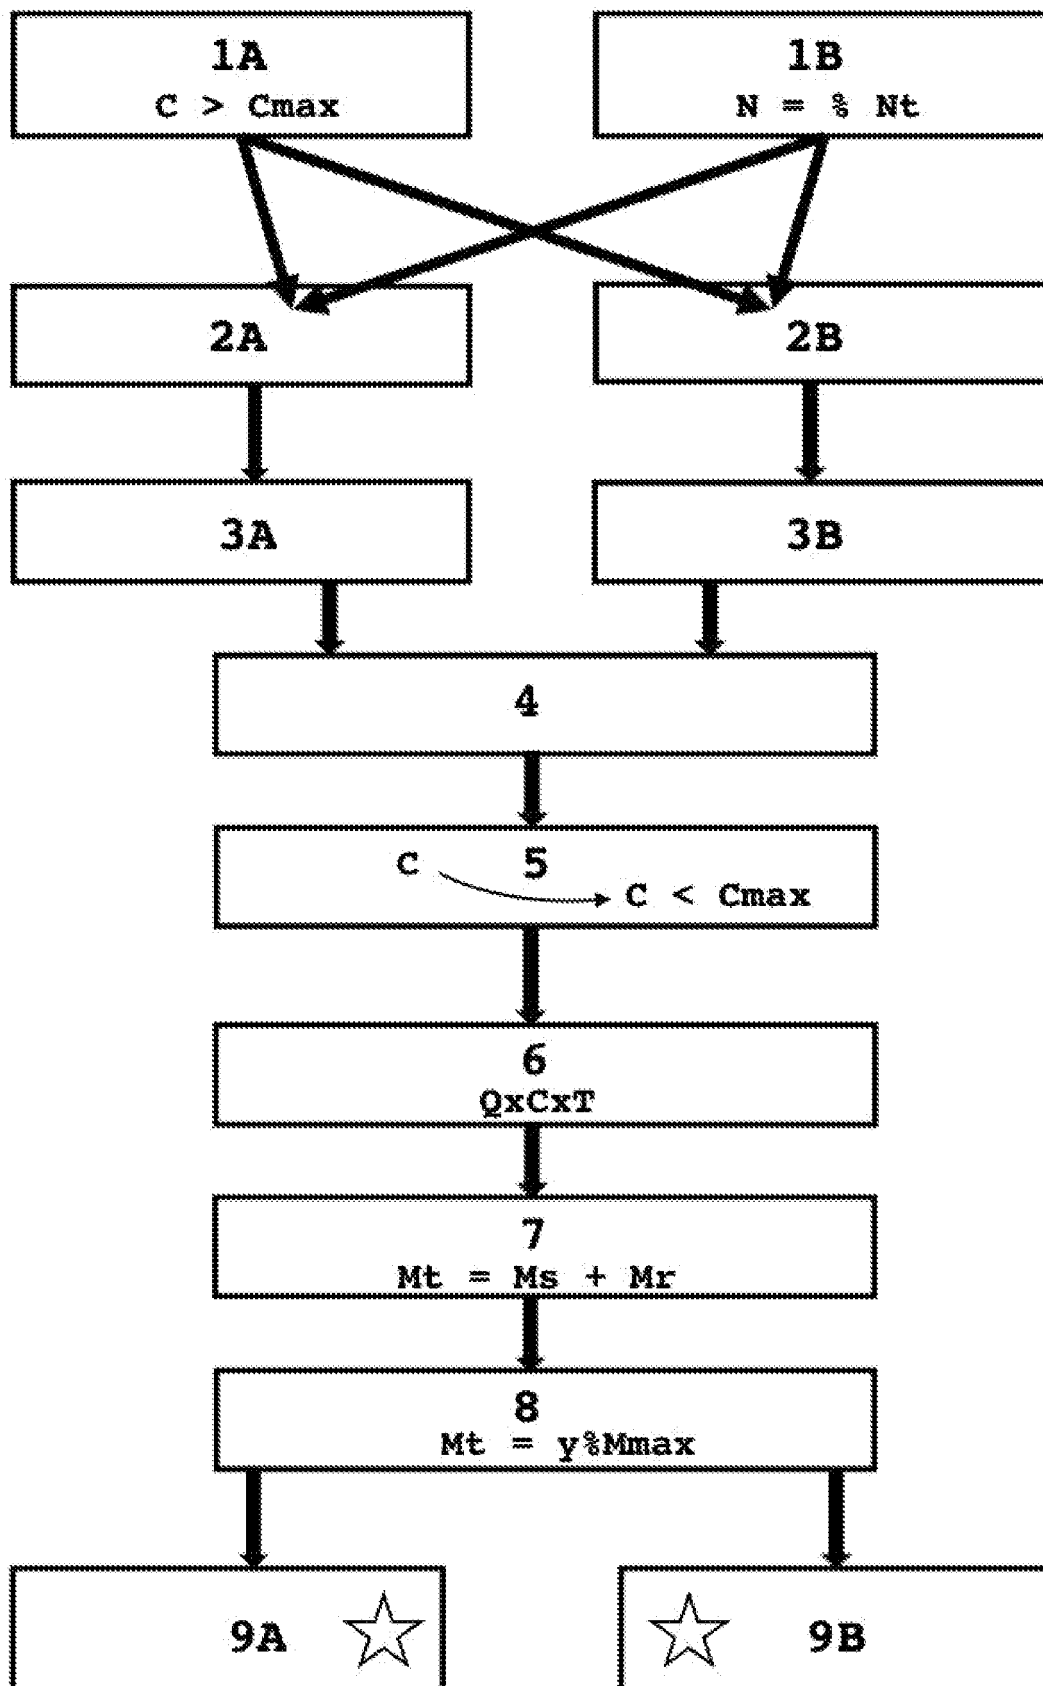 1A
C > Cmax
1B
N = % Nt
2A
2B
3A
3B
4
5
C
C < Cmax
6
QxCxT
7
Mt = Ms + Mr
8
Mt = y%Mmax
9A
9B